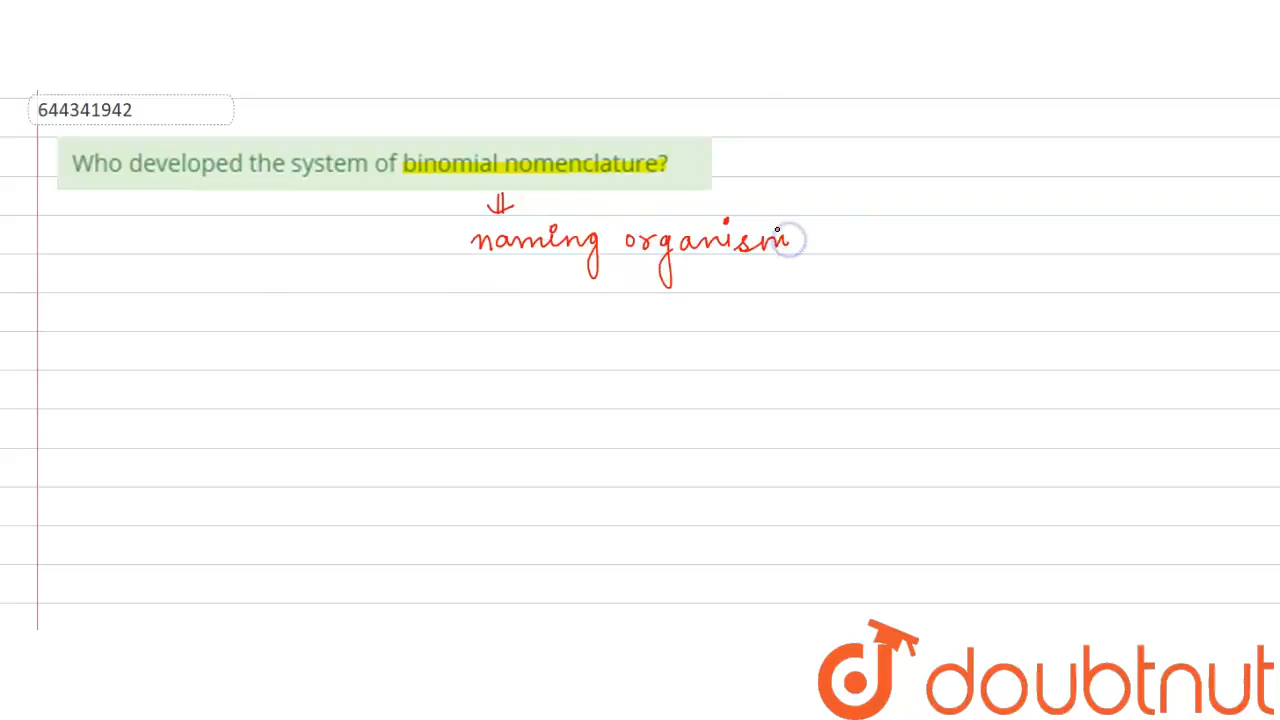 644341942
Who developed the system of binomial nomenclature?
⇓
naming organism
doubtnut